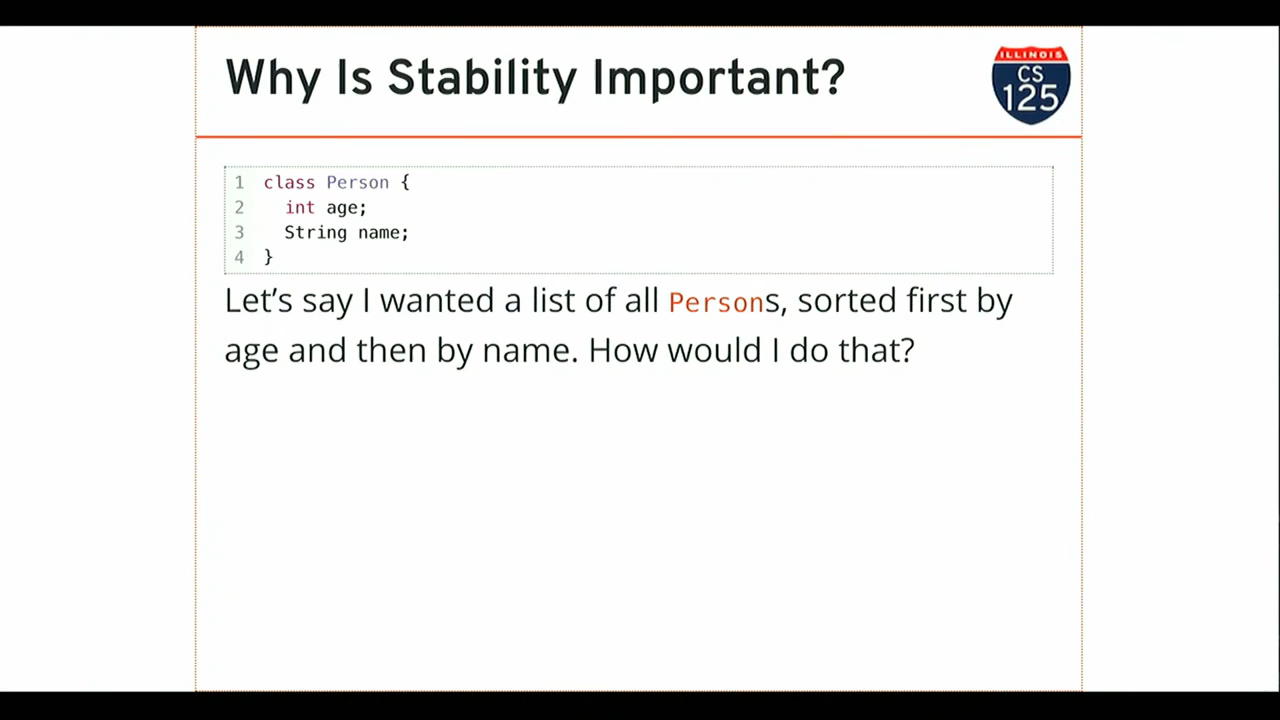 Why Is Stability Important?
ILLINOIS
CS
125
1 class Person {
2 int age;
3 String name;
4 }
Let’s say I wanted a list of all Persons, sorted first by
age and then by name. How would I do that?